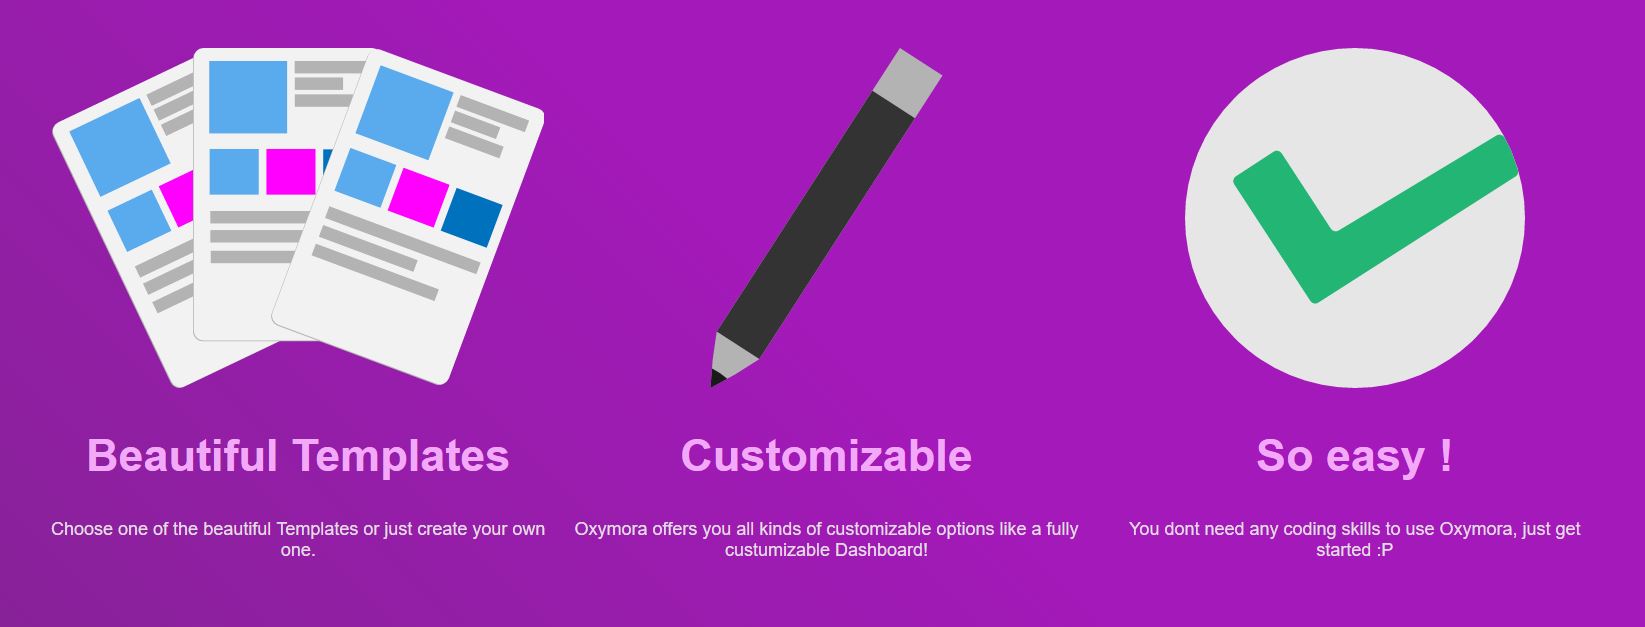 Beautiful Templates
Choose one of the beautiful Templates or just create your own
one.
Customizable
Oxymora offers you all kinds of customizable options like a fully
custumizable Dashboard!
So easy !
You dont need any coding skills to use Oxymora, just get
started :P